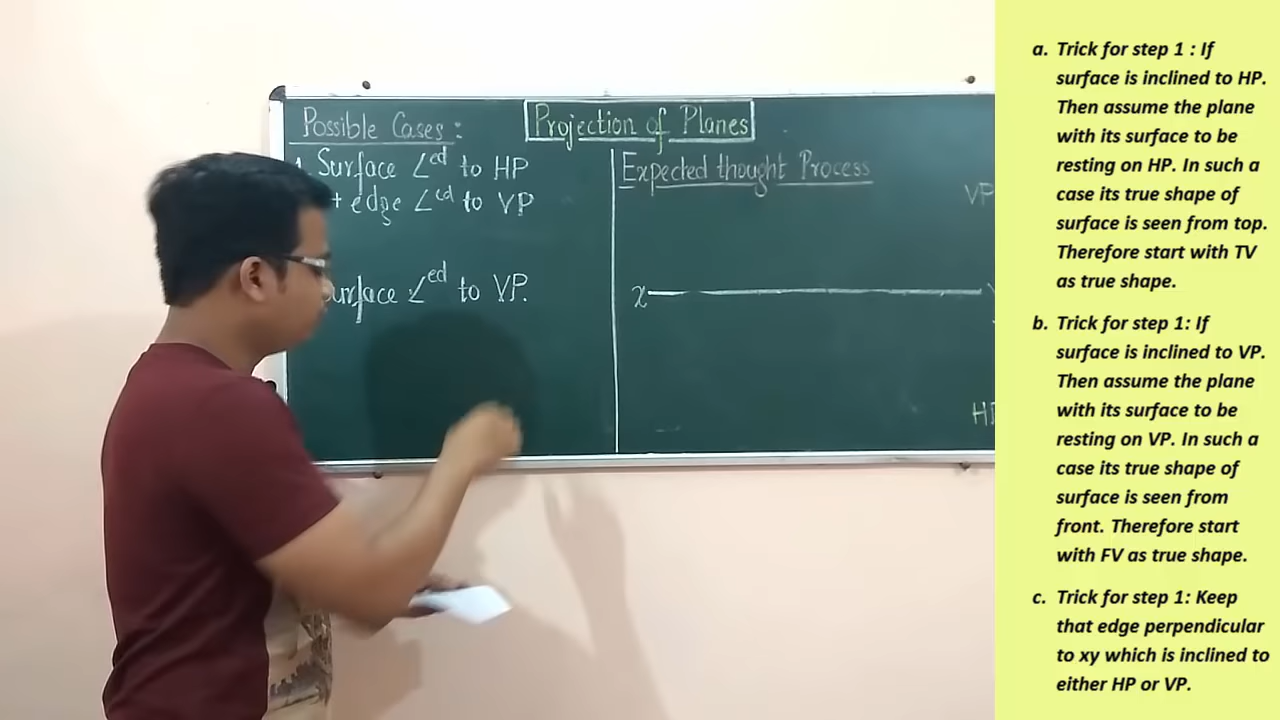 Projection of Planes
Possible Cases :
1. Surface ∠ed to HP
+ edge ∠ed to VP
Surface ∠ed to VP.
Expected thought Process
VP
x
HP
a. Trick for step 1 : If
surface is inclined to HP.
Then assume the plane
with its surface to be
resting on HP. In such a
case its true shape of
surface is seen from top.
Therefore start with TV
as true shape.
b. Trick for step 1: If
surface is inclined to VP.
Then assume the plane
with its surface to be
resting on VP. In such a
case its true shape of
surface is seen from
front. Therefore start
with FV as true shape.
c. Trick for step 1: Keep
that edge perpendicular
to xy which is inclined to
either HP or VP.